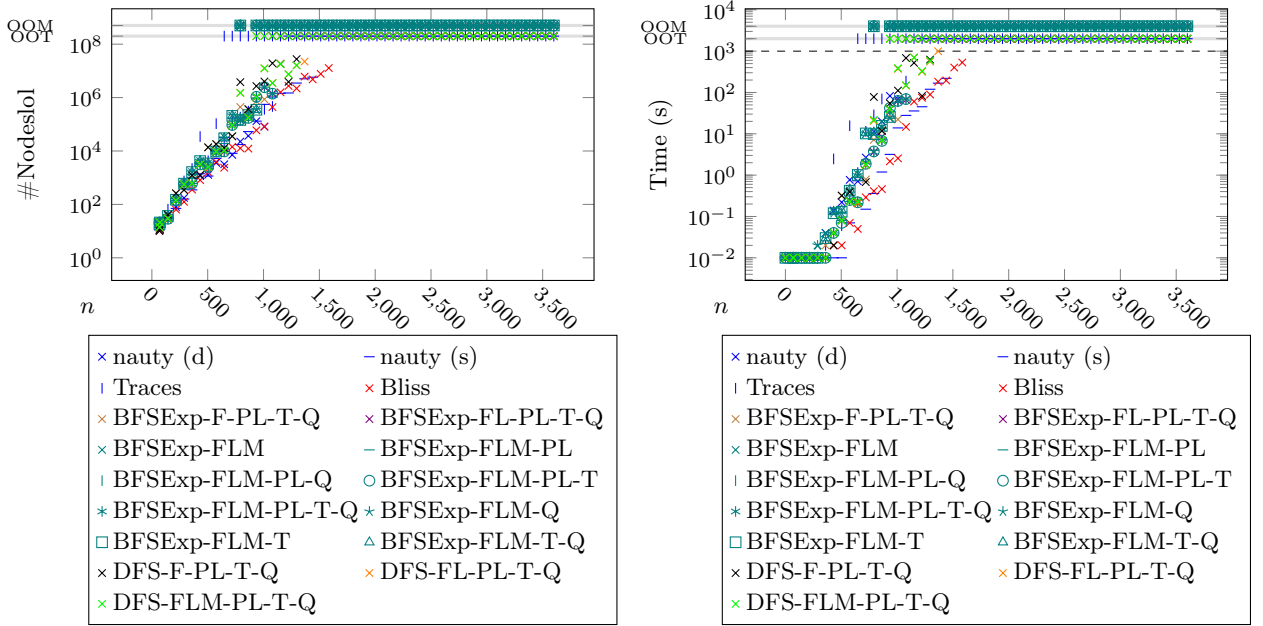 OOM
OOT
10^8
10^6
10^4
10^2
10^0
#Nodeslol
n
0
500
1,000
1,500
2,000
2,500
3,000
3,500
nauty (d) nauty (s)
Traces Bliss
BFSExp-F-PL-T-Q BFSExp-FL-PL-T-Q
BFSExp-FLM BFSExp-FLM-PL
BFSExp-FLM-PL-Q BFSExp-FLM-PL-T
BFSExp-FLM-PL-T-Q BFSExp-FLM-Q
BFSExp-FLM-T BFSExp-FLM-T-Q
DFS-F-PL-T-Q DFS-FL-PL-T-Q
DFS-FLM-PL-T-Q
10^4
OOM
OOT
10^3
10^2
10^1
10^0
10^−1
10^−2
Time (s)
n
0
500
1,000
1,500
2,000
2,500
3,000
3,500
nauty (d) nauty (s)
Traces Bliss
BFSExp-F-PL-T-Q BFSExp-FL-PL-T-Q
BFSExp-FLM BFSExp-FLM-PL
BFSExp-FLM-PL-Q BFSExp-FLM-PL-T
BFSExp-FLM-PL-T-Q BFSExp-FLM-Q
BFSExp-FLM-T BFSExp-FLM-T-Q
DFS-F-PL-T-Q DFS-FL-PL-T-Q
DFS-FLM-PL-T-Q